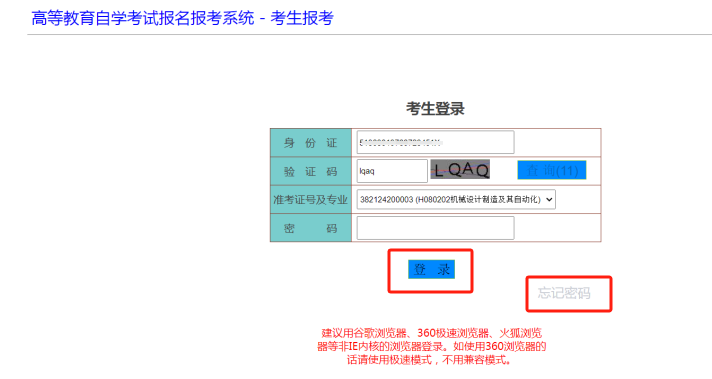 高等教育自学考试报名报考系统 - 考生报考
考生登录
身 份 证
验 证 码 lqaq LQAQ 查 询(11)
准考证号及专业 382124200003 (H080202机械设计制造及其自动化)
密 码
登 录
忘记密码
建议用谷歌浏览器、360极速浏览器、火狐浏览
器等非IE内核的浏览器登录。如使用360浏览器的
话请使用极速模式，不用兼容模式。